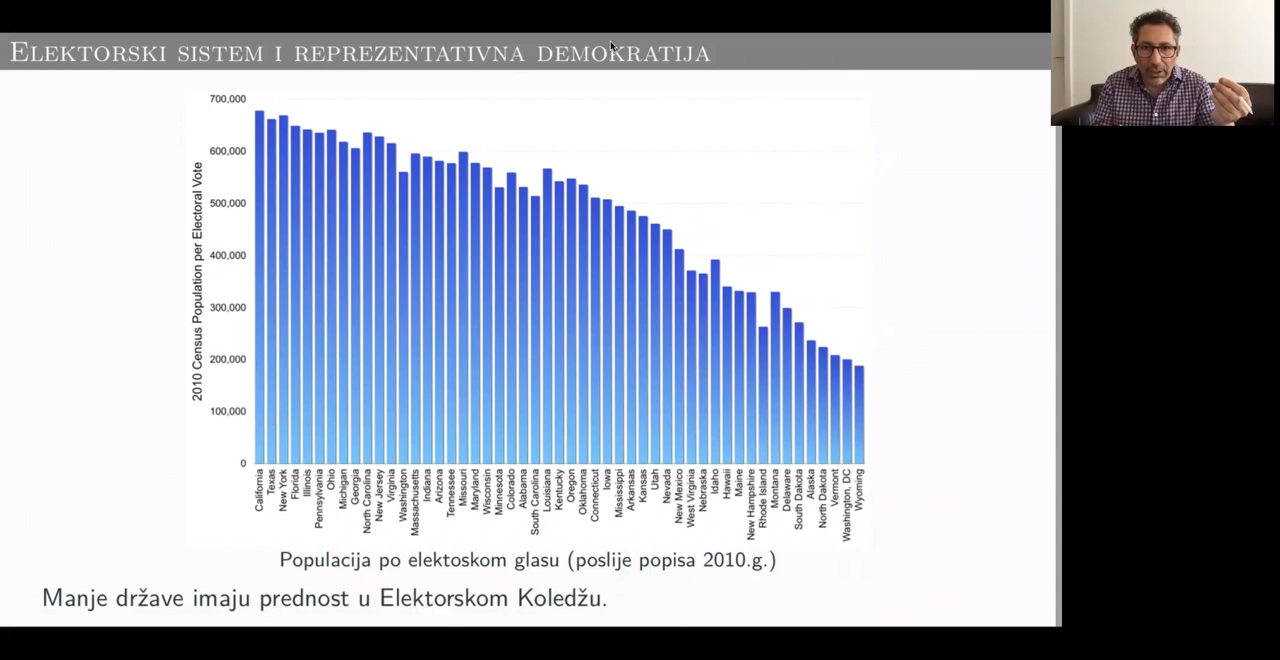 Elektorski sistem i reprezentativna demokratija
700,000
600,000
500,000
400,000
300,000
200,000
100,000
0
2010 Census Population per Electoral Vote
California
Texas
New York
Florida
Illinois
Pennsylvania
Ohio
Michigan
Georgia
North Carolina
New Jersey
Virginia
Washington
Massachusetts
Indiana
Arizona
Tennessee
Missouri
Maryland
Wisconsin
Minnesota
Colorado
Alabama
South Carolina
Louisiana
Kentucky
Oregon
Oklahoma
Connecticut
Iowa
Mississippi
Arkansas
Kansas
Utah
Nevada
New Mexico
West Virginia
Nebraska
Idaho
Hawaii
Maine
New Hampshire
Rhode Island
Montana
Delaware
South Dakota
Alaska
North Dakota
Vermont
Washington, DC
Wyoming
Populacija po elektoskom glasu (poslije popisa 2010.g.)
Manje države imaju prednost u Elektorskom Koledžu.